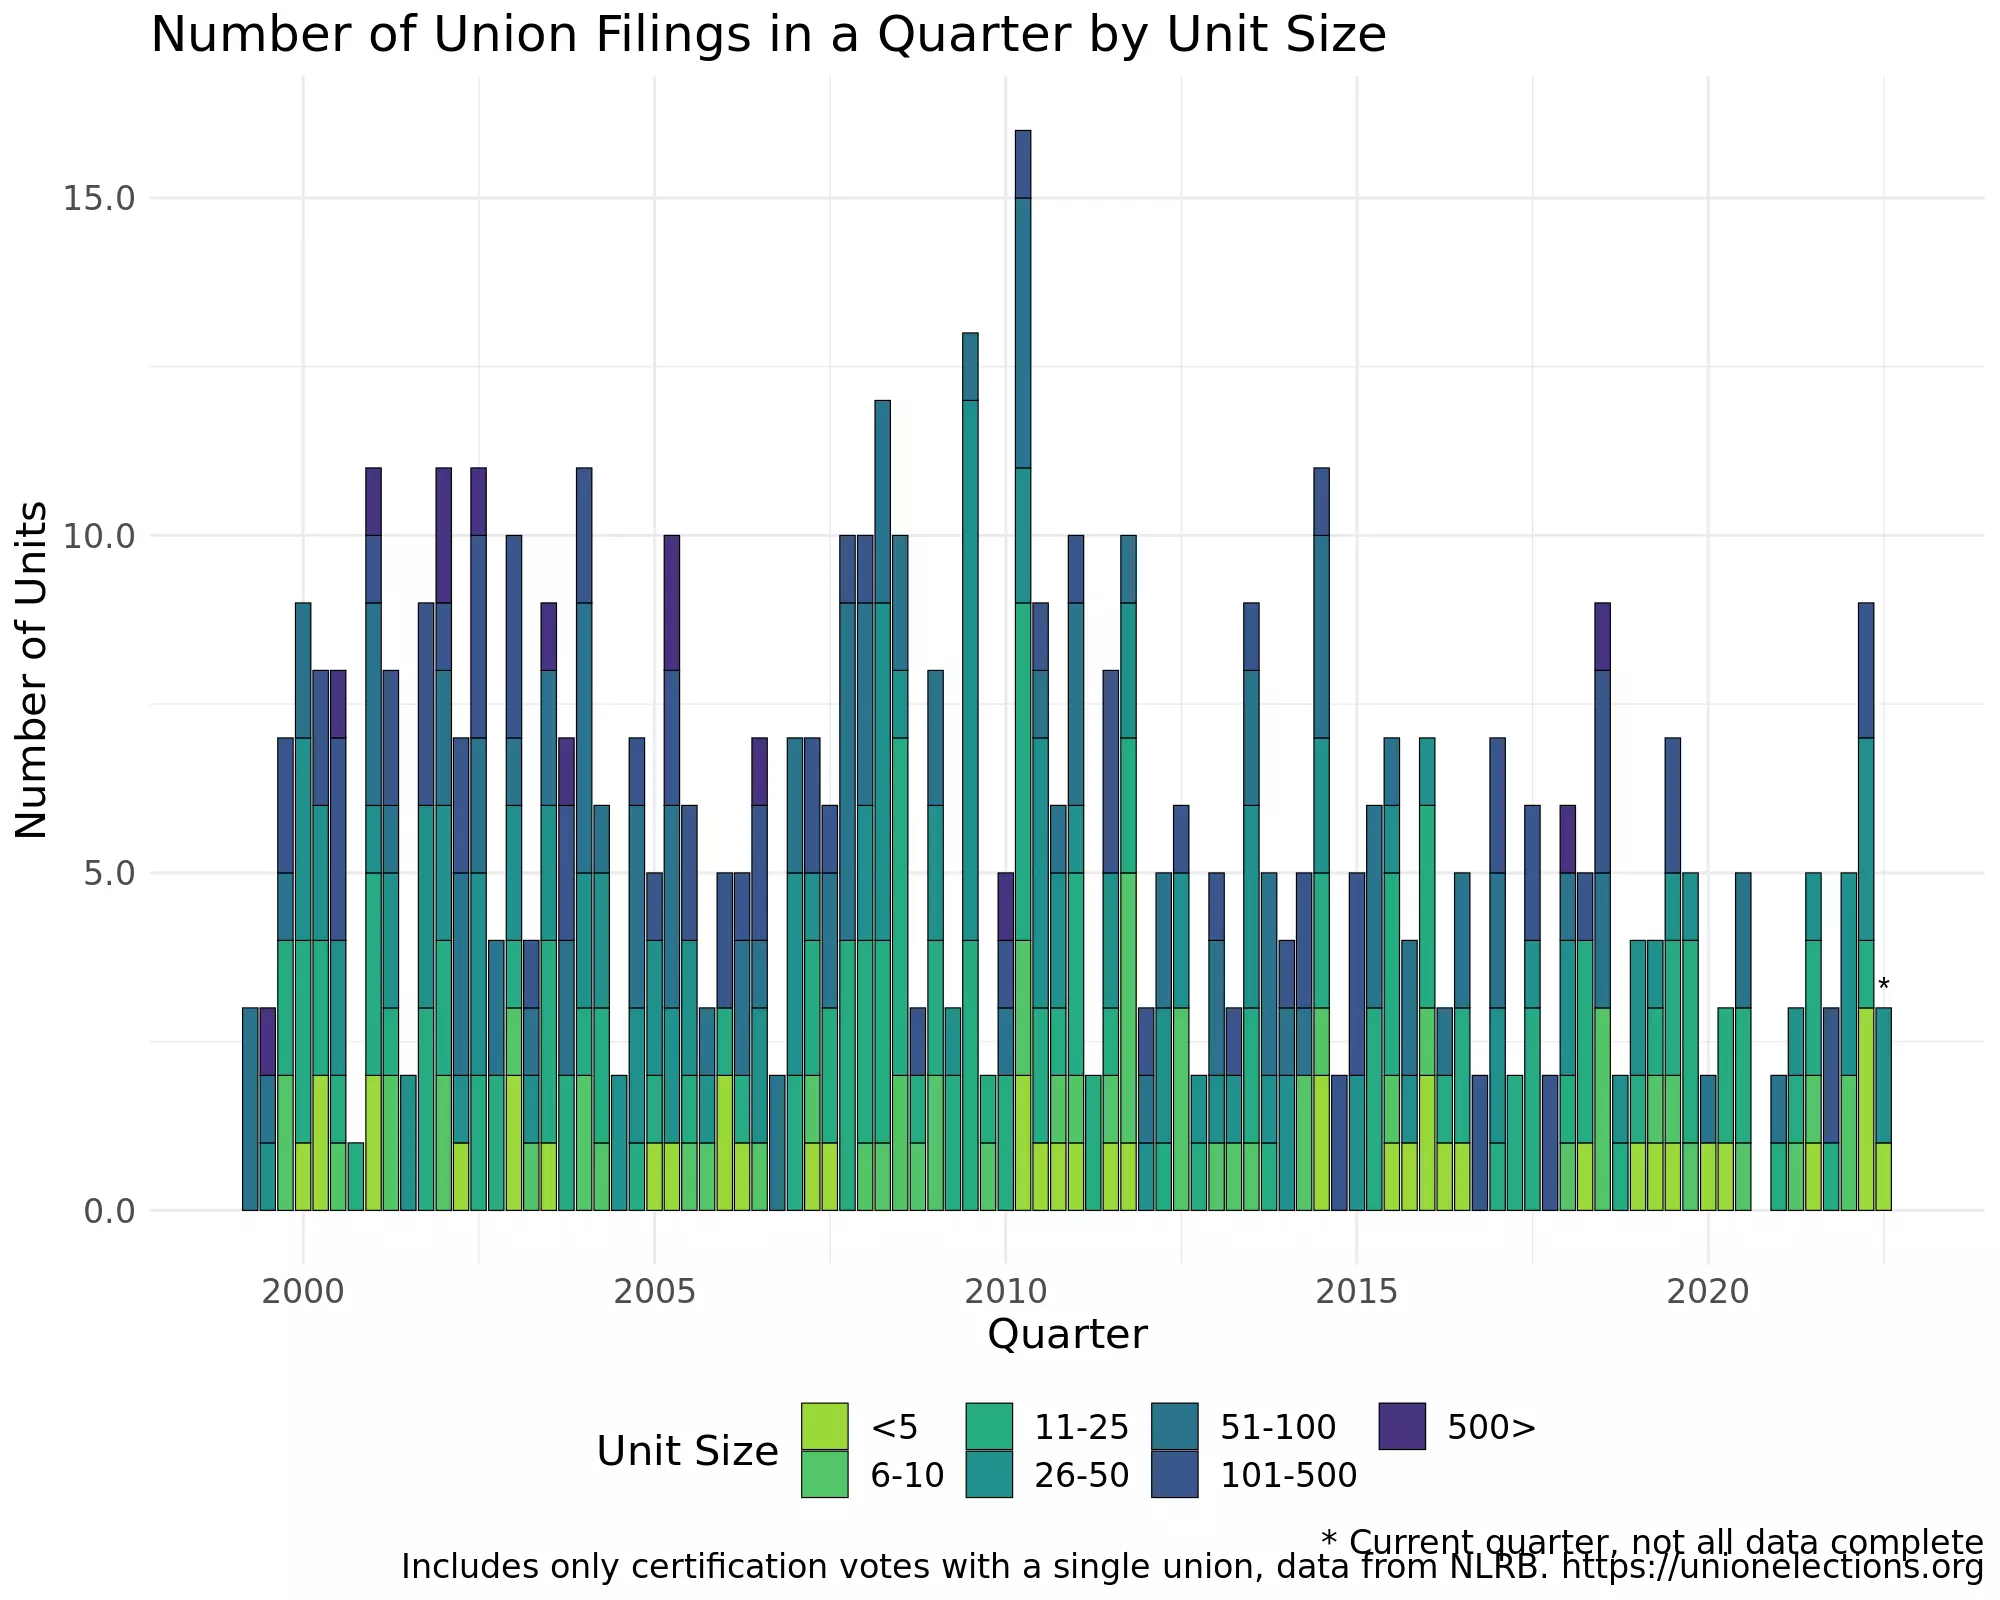 Number of Union Filings in a Quarter by Unit Size
Number of Units
15.0
10.0
5.0
0.0
*
2000 2005 2010 2015 2020
Quarter
Unit Size
<5 11-25 51-100 500>
6-10 26-50 101-500
* Current quarter, not all data complete
Includes only certification votes with a single union, data from NLRB. https://unionelections.org